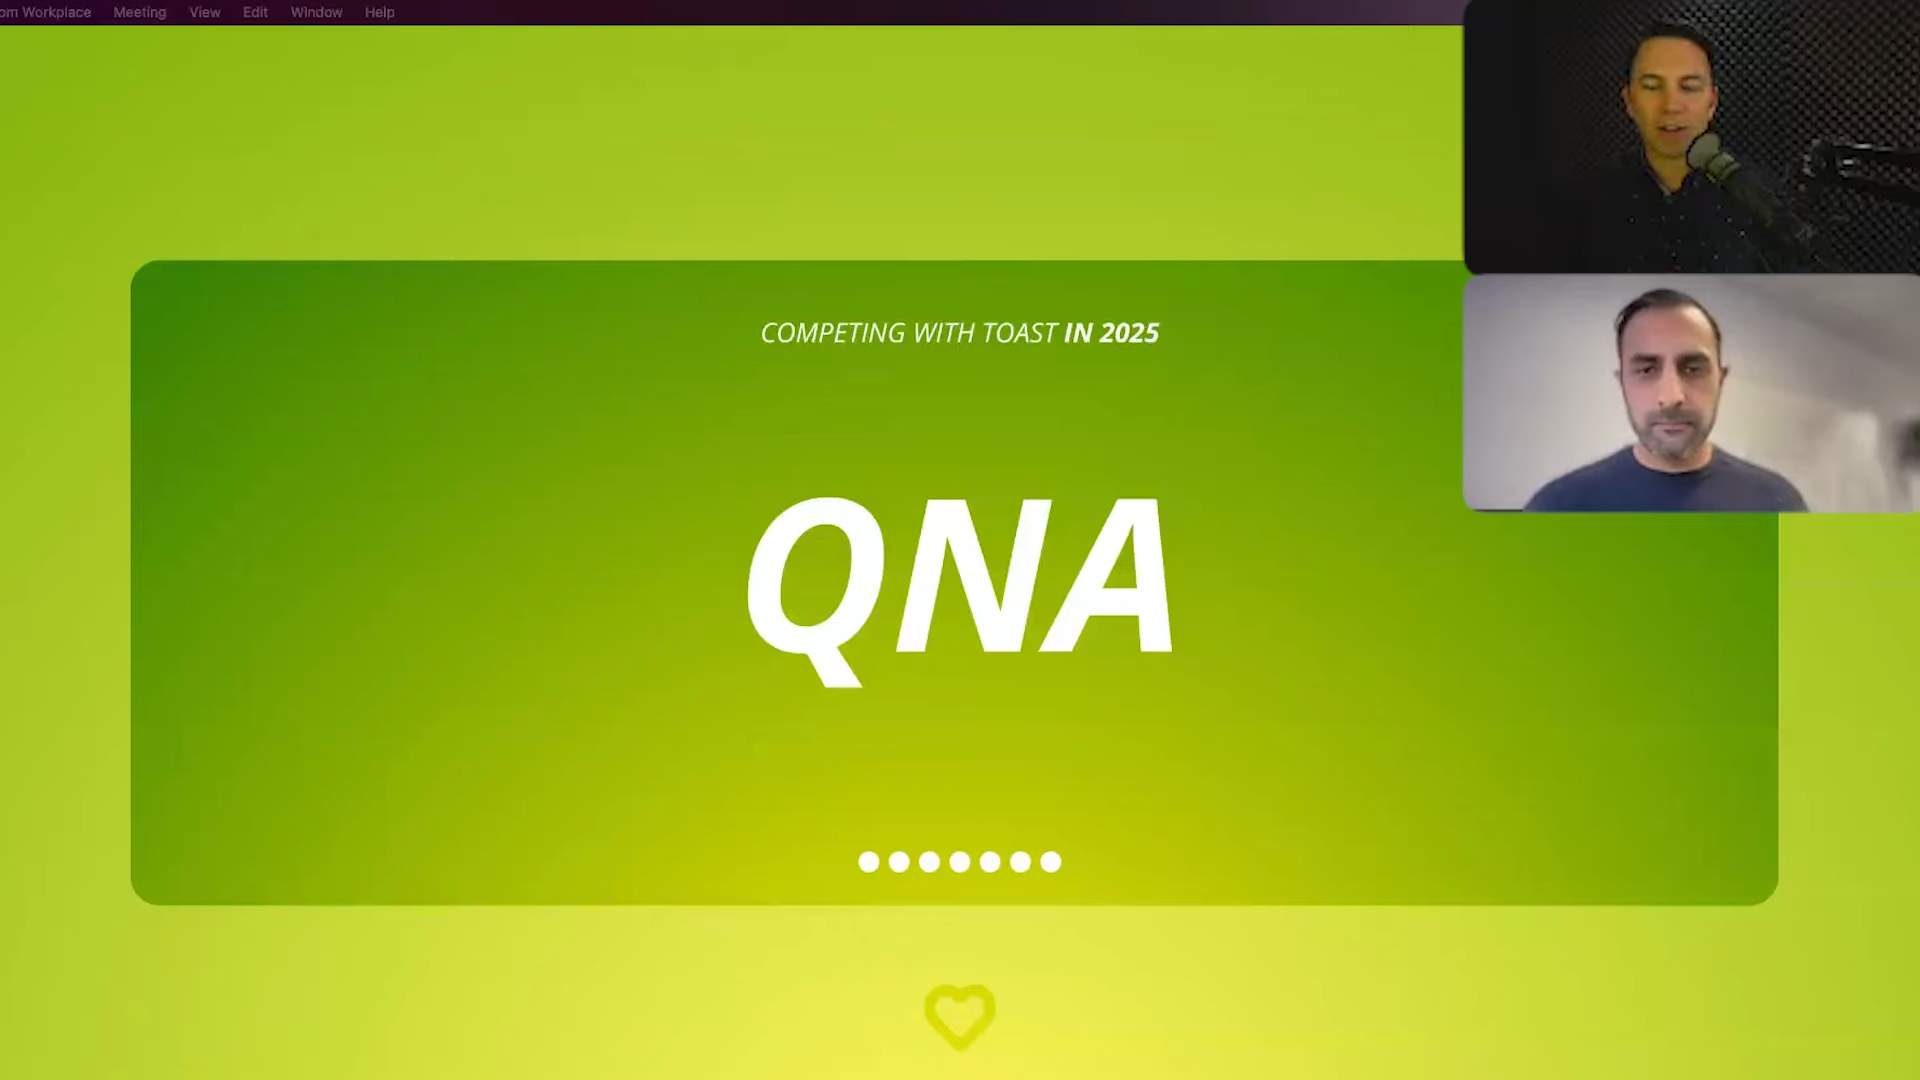 om Workplace Meeting View Edit Window Help
COMPETING WITH TOAST IN 2025
QNA